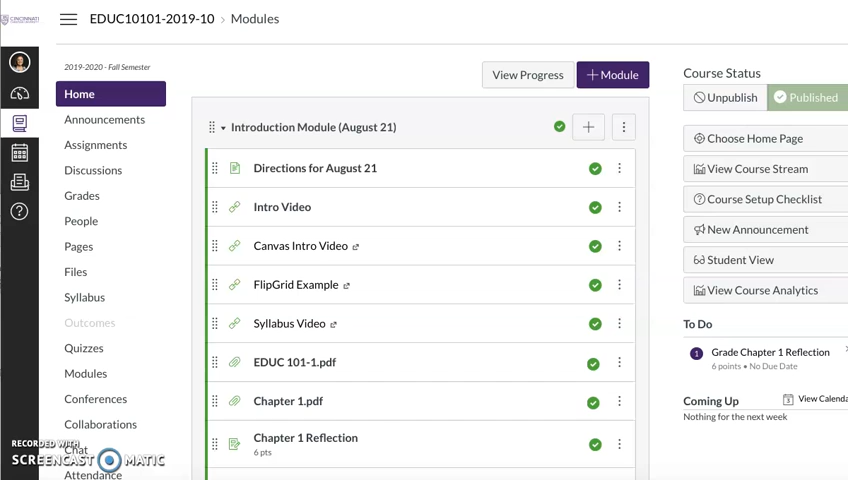 CINCINNATI
EDUC10101-2019-10 > Modules
2019-2020 - Fall Semester
Home
Announcements
Assignments
Discussions
Grades
People
Pages
Files
Syllabus
Outcomes
Quizzes
Modules
Conferences
Collaborations
Chat
Attendance
View Progress
+ Module
Introduction Module (August 21)
Directions for August 21
Intro Video
Canvas Intro Video
FlipGrid Example
Syllabus Video
EDUC 101-1.pdf
Chapter 1.pdf
Chapter 1 Reflection
6 pts
Course Status
Unpublish
Published
Choose Home Page
View Course Stream
Course Setup Checklist
New Announcement
Student View
View Course Analytics
To Do
1 Grade Chapter 1 Reflection
6 points • No Due Date
Coming Up
View Calenda
Nothing for the next week
RECORDED WITH
SCREENCAST MATIC